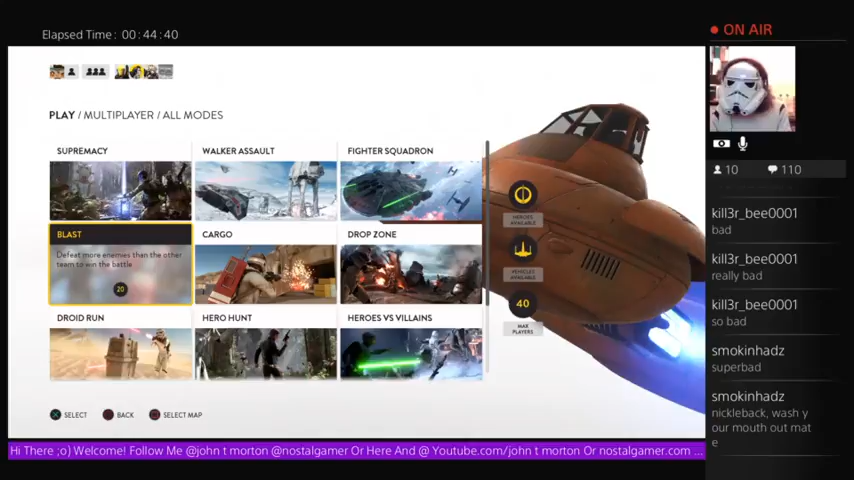 Elapsed Time : 00:44:40
ON AIR
PLAY / MULTIPLAYER / ALL MODES
SUPREMACY
WALKER ASSAULT
FIGHTER SQUADRON
HEROES AVAILABLE
BLAST
Defeat more enemies than the other
team to win the battle
20
CARGO
DROP ZONE
VEHICLES AVAILABLE
40
MAX PLAYERS
DROID RUN
HERO HUNT
HEROES VS VILLAINS
SELECT
BACK
SELECT MAP
10
110
kill3r_bee0001
bad
kill3r_bee0001
really bad
kill3r_bee0001
so bad
smokinhadz
superbad
smokinhadz
nickleback, wash y
our mouth out mat
e
Hi There ;o) Welcome! Follow Me @john t morton @nostalgamer Or Here And @ Youtube.com/john t morton Or nostalgamer.com ...